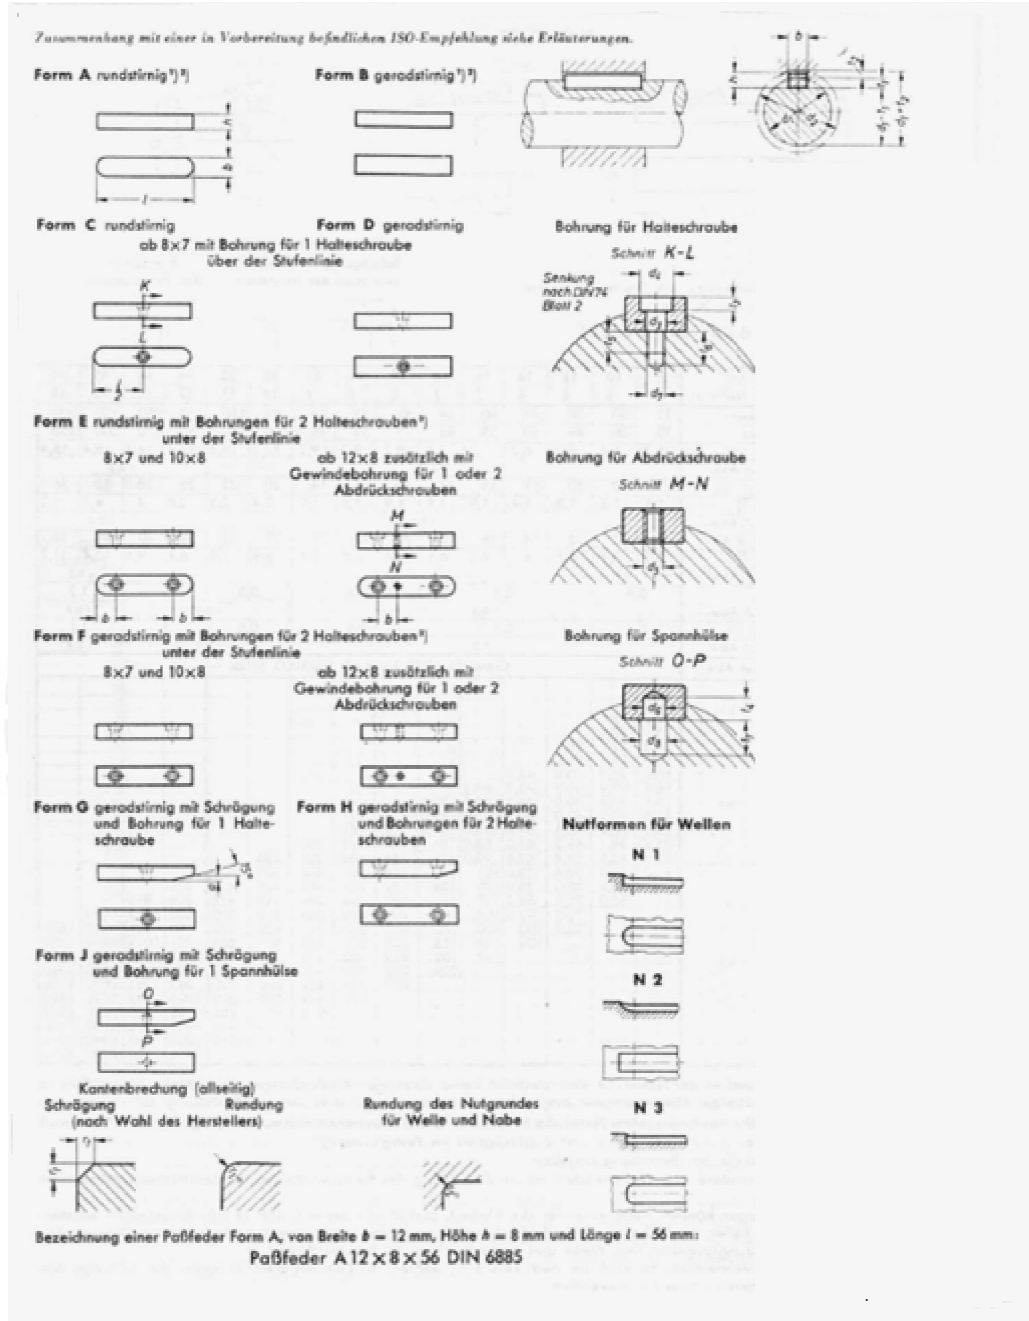 Zusammenhang mit einer in Vorbereitung befindlichen ISO-Empfehlung siehe Erläuterungen.
Form A rundstirnig¹)³)
Form B geradstirnig¹)³)
h
b
l
b
h
Form C rundstirnig
Form D geradstirnig
ab 8×7 mit Bohrung für 1 Halteschraube
über der Stufenlinie
K
L
Bohrung für Halteschraube
Schnitt K-L
Senkung
nach DIN 74
Blatt 2
Form E rundstirnig mit Bohrungen für 2 Halteschrauben³)
unter der Stufenlinie
8×7 und 10×8
ab 12×8 zusätzlich mit
Gewindebohrung für 1 oder 2
Abdrückschrauben
M
N
b
b
b
Bohrung für Abdrückschraube
Schnitt M-N
Form F geradstirnig mit Bohrungen für 2 Halteschrauben³)
unter der Stufenlinie
8×7 und 10×8
ab 12×8 zusätzlich mit
Gewindebohrung für 1 oder 2
Abdrückschrauben
Bohrung für Spannhülse
Schnitt O-P
Form G geradstirnig mit Schrägung
und Bohrung für 1 Halte-
schraube
Form H geradstirnig mit Schrägung
und Bohrungen für 2 Halte-
schrauben
Nutformen für Wellen
N 1
N 2
N 3
Form J geradstirnig mit Schrägung
und Bohrung für 1 Spannhülse
O
P
Kantenbrechung (allseitig)
Schrägung
Rundung
(nach Wahl des Herstellers)
Rundung des Nutgrundes
für Welle und Nabe
Bezeichnung einer Paßfeder Form A, von Breite b = 12 mm, Höhe h = 8 mm und Länge l = 56 mm:
Paßfeder A 12 × 8 × 56 DIN 6885